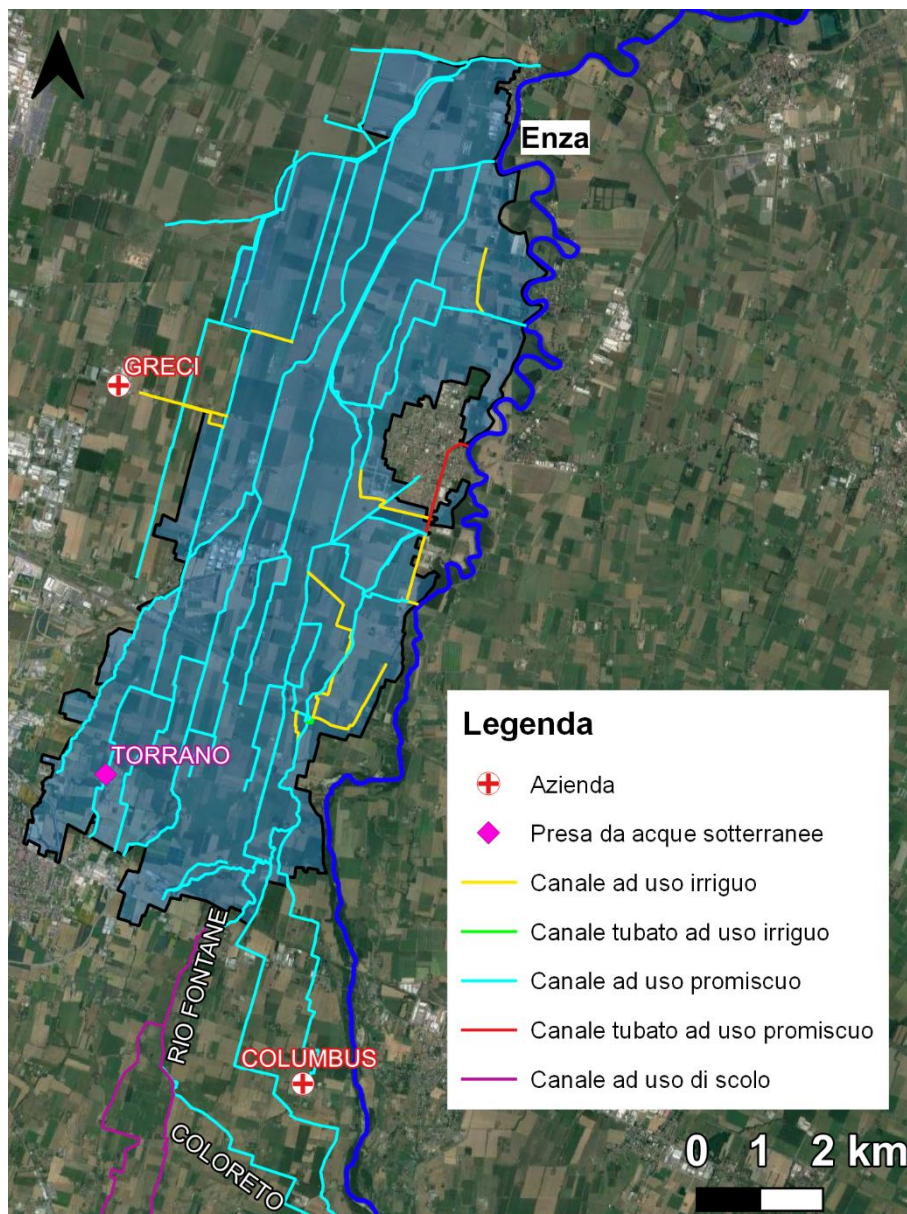 Enza
GRECI
TORRANO
RIO FONTANE
COLUMBUS
COLORETO
Legenda
Azienda
Presa da acque sotterranee
Canale ad uso irriguo
Canale tubato ad uso irriguo
Canale ad uso promiscuo
Canale tubato ad uso promiscuo
Canale ad uso di scolo
0 1 2 km